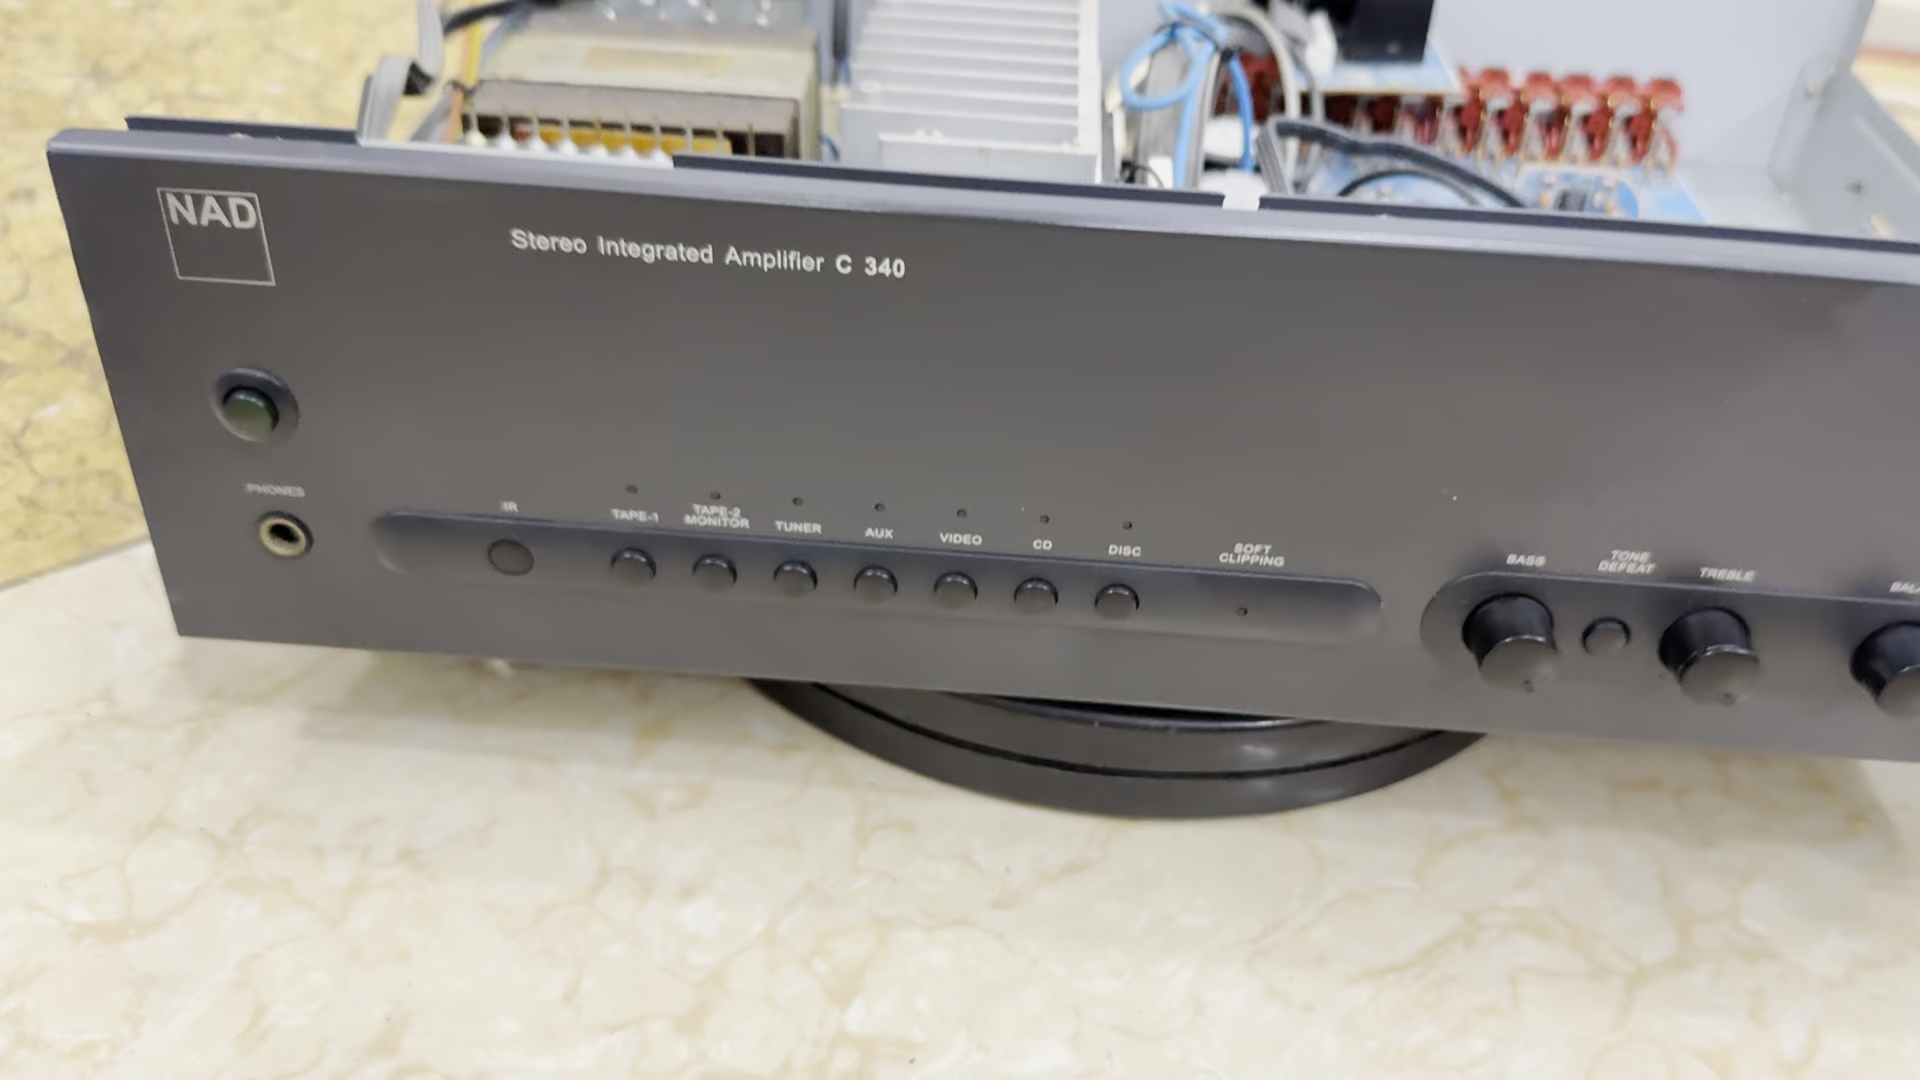 NAD
Stereo Integrated Amplifier C 340
PHONES
IR
TAPE-1
TAPE-2
MONITOR
TUNER
AUX
VIDEO
CD
DISC
SOFT
CLIPPING
BASS
TONE
DEFEAT
TREBLE